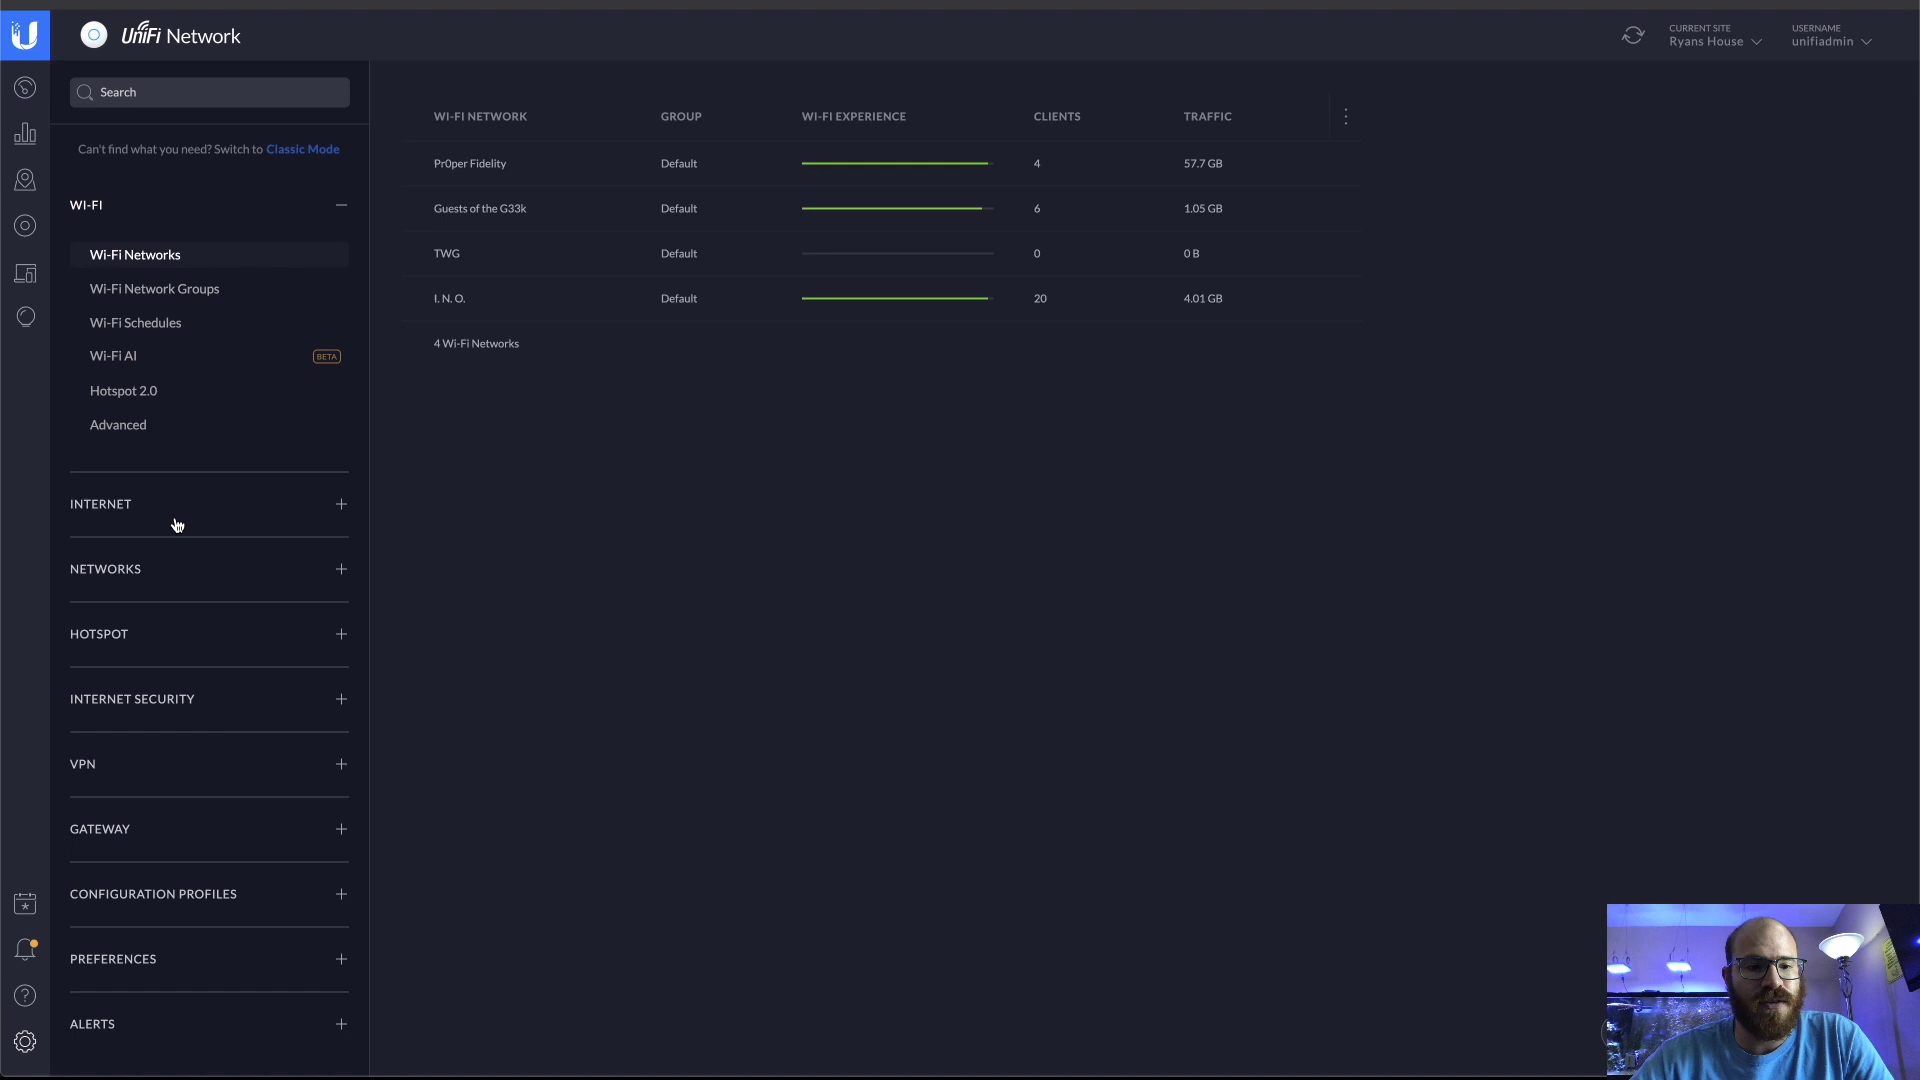 UniFi Network
CURRENT SITE
Ryans House
USERNAME
unifiadmin
Search
Can't find what you need? Switch to Classic Mode
WI-FI
Wi-Fi Networks
Wi-Fi Network Groups
Wi-Fi Schedules
Wi-Fi AI BETA
Hotspot 2.0
Advanced
INTERNET
NETWORKS
HOTSPOT
INTERNET SECURITY
VPN
GATEWAY
CONFIGURATION PROFILES
PREFERENCES
ALERTS
WI-FI NETWORK GROUP WI-FI EXPERIENCE CLIENTS TRAFFIC
Pr0per Fidelity Default 4 57.7 GB
Guests of the G33k Default 6 1.05 GB
TWG Default 0 0 B
I. N. O. Default 20 4.01 GB
4 Wi-Fi Networks